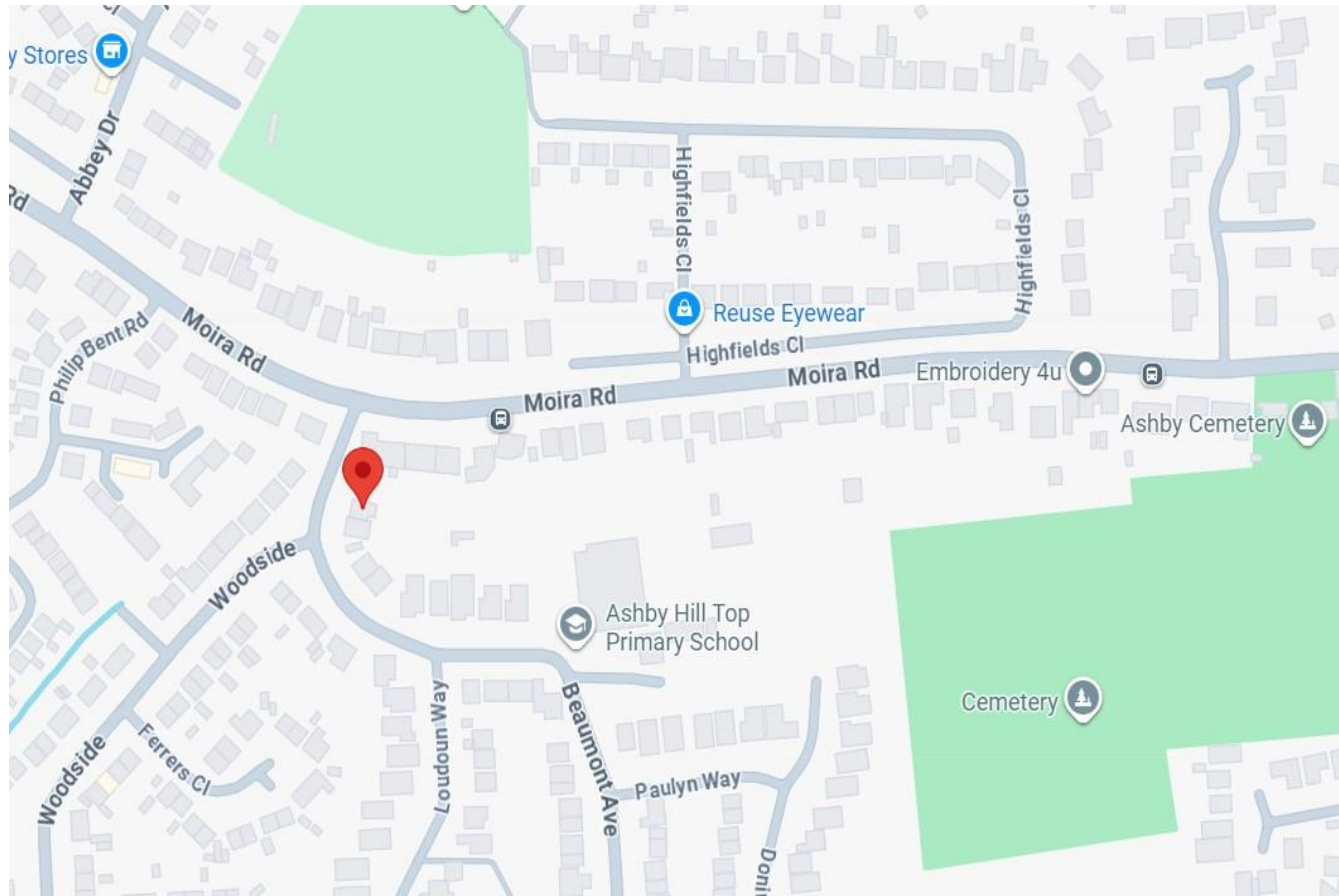 y Stores
Abbey Dr
Rd
Philip Bent Rd
Moira Rd
Moira Rd
Moira Rd
Highfields Cl
Highfields Cl
Highfields Cl
Reuse Eyewear
Embroidery 4u
Ashby Cemetery
Woodside
Woodside
Ferrers Cl
Loudoun Way
Ashby Hill Top
Primary School
Beaumont Ave
Paulyn Way
Cemetery